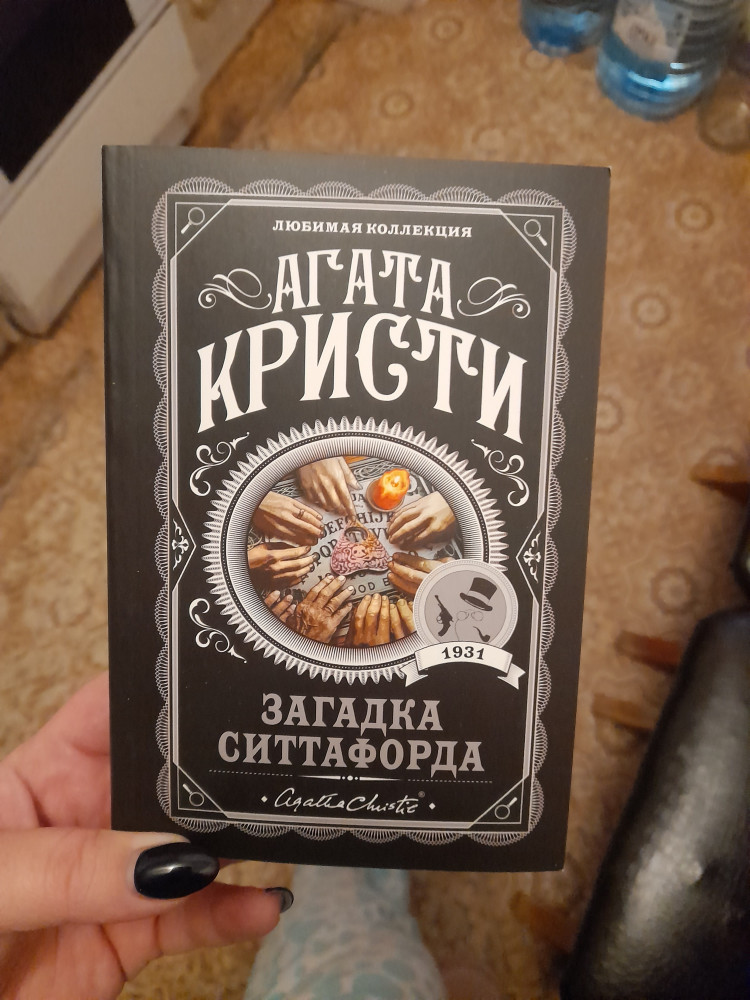 ЛЮБИМАЯ КОЛЛЕКЦИЯ
АГАТА
КРИСТИ
1931
ЗАГАДКА
СИТТАФОРДА
Agatha Christie®